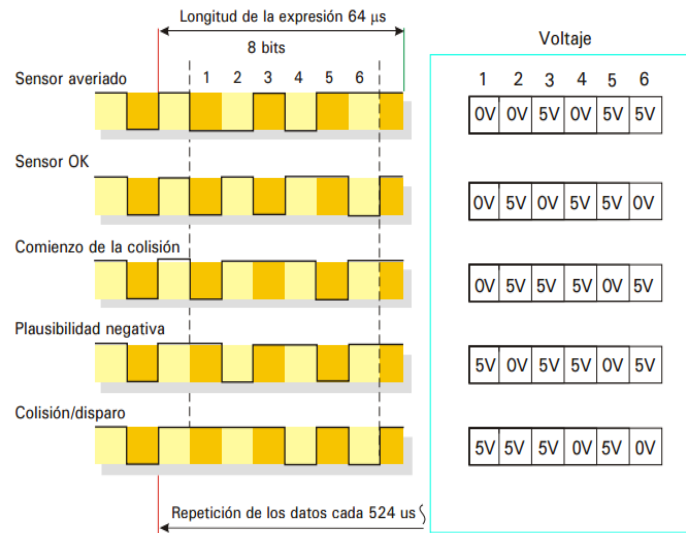 Longitud de la expresión 64 µs
8 bits
Voltaje
1 2 3 4 5 6
1 2 3 4 5 6
Sensor averiado
0V 0V 5V 0V 5V 5V
Sensor OK
0V 5V 0V 5V 5V 0V
Comienzo de la colisión
0V 5V 5V 5V 0V 5V
Plausibilidad negativa
5V 0V 5V 5V 0V 5V
Colisión/disparo
5V 5V 5V 0V 5V 0V
Repetición de los datos cada 524 us